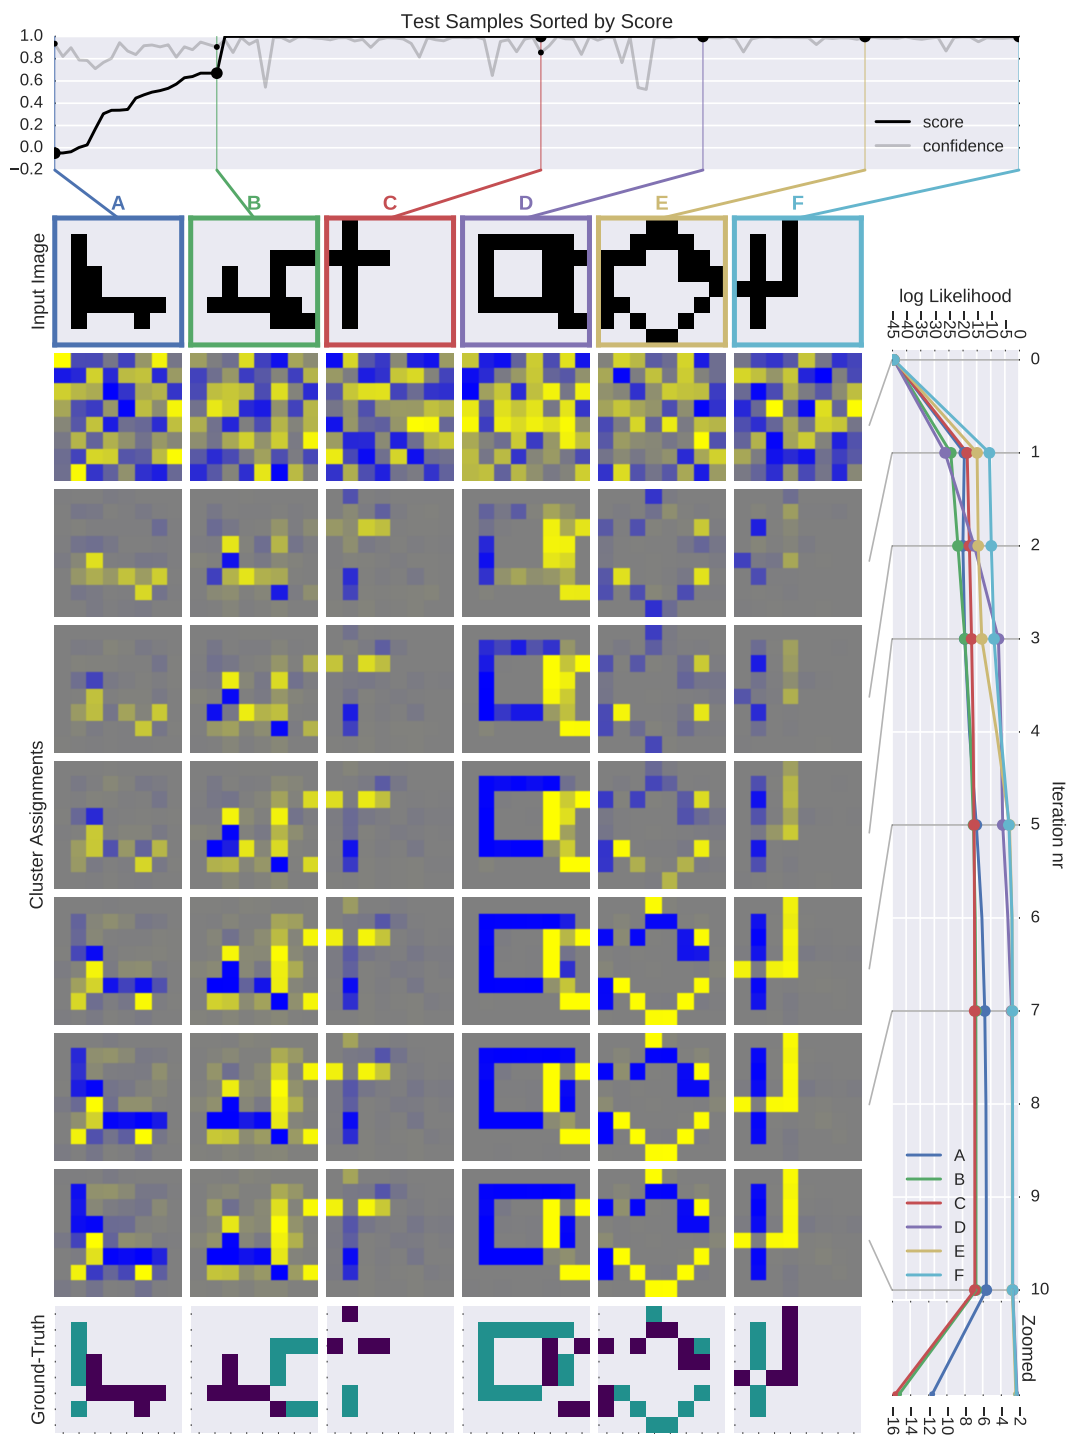 Test Samples Sorted by Score
1.0
0.8
0.6
0.4
0.2
0.0
−0.2
score
confidence
A
B
C
D
E
F
Input Image
log Likelihood
−45
−40
−35
−30
−25
−20
−15
−10
−5
0
0
1
2
3
4
5
6
7
8
9
10
Iteration nr
Cluster Assignments
A
B
C
D
E
F
Ground-Truth
Zoomed
−16
−14
−12
−10
−8
−6
−4
−2